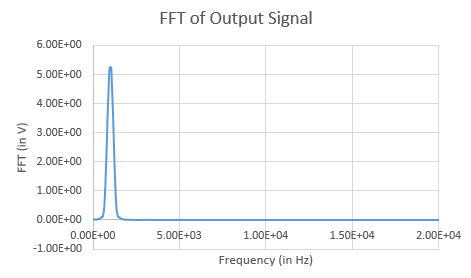 FFT of Output Signal
6.00E+00
5.00E+00
4.00E+00
3.00E+00
2.00E+00
1.00E+00
0.00E+00
-1.00E+00
FFT (in V)
0.00E+00 5.00E+03 1.00E+04 1.50E+04 2.00E+04
Frequency (in Hz)